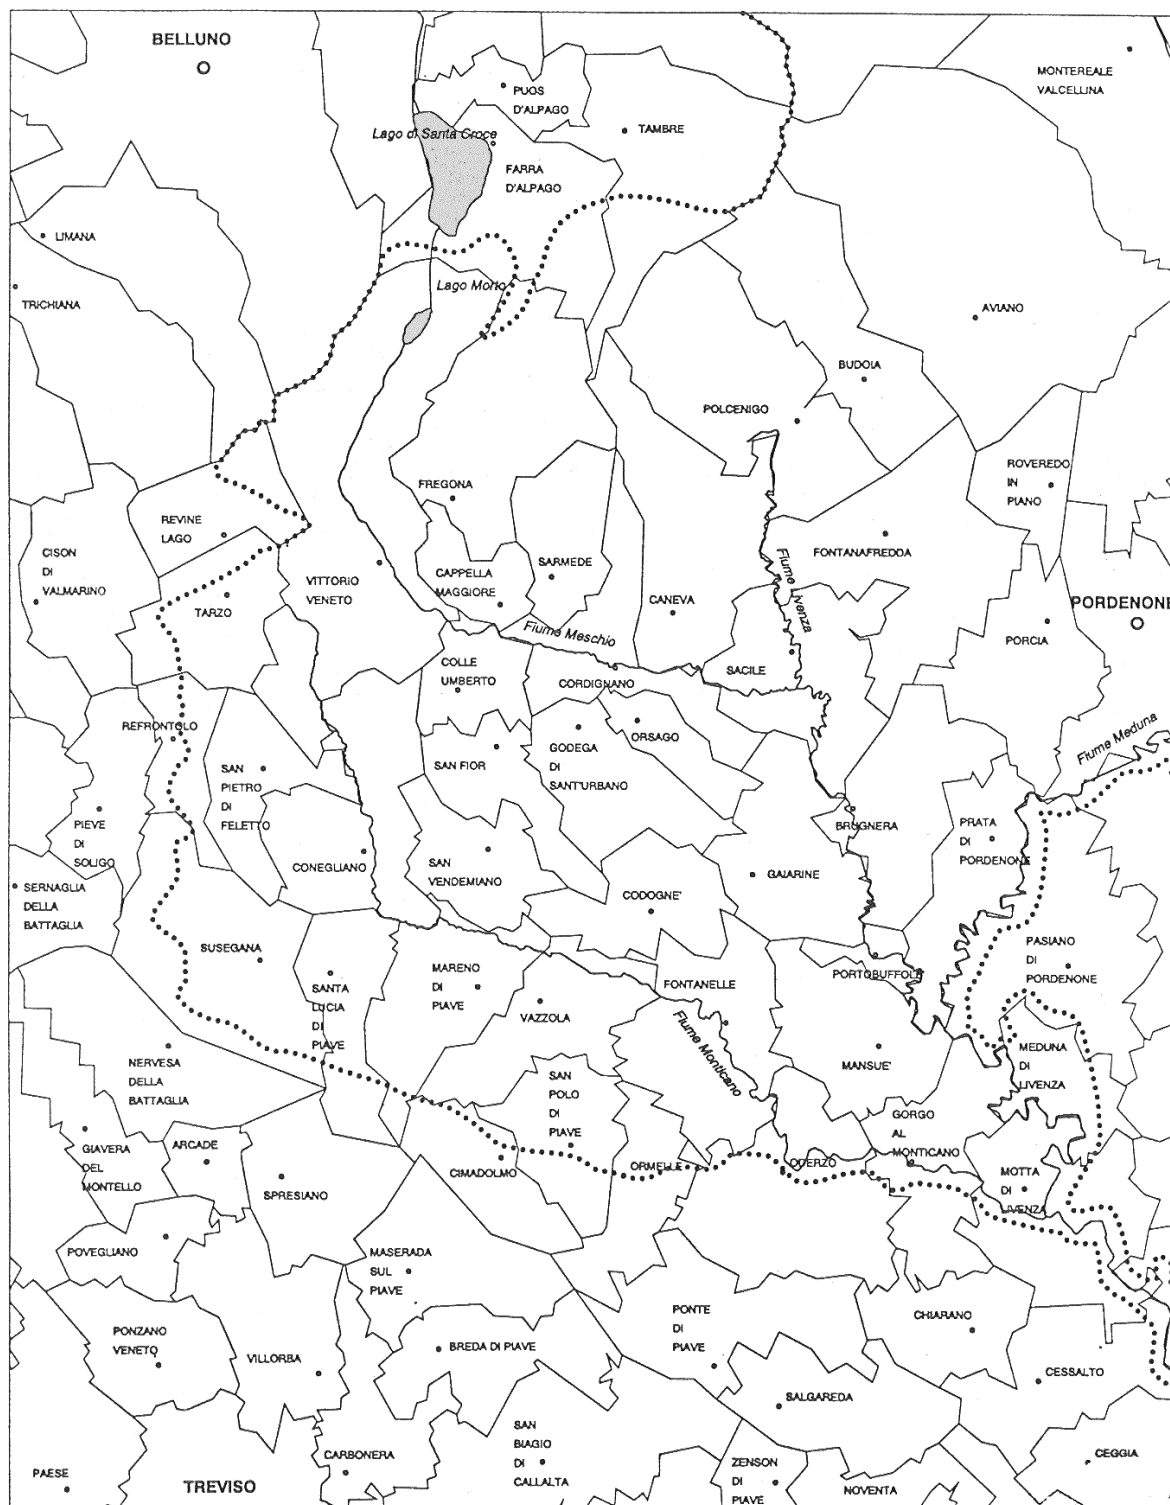 BELLUNO
MONTEREALE
VALCELLINA
PUOS
D'ALPAGO
TAMBRE
Lago di Santa Croce
FARRA
D'ALPAGO
LIMANA
TRICHIANA
Lago Morto
AVIANO
BUDOIA
POLCENIGO
ROVEREDO
IN
PIANO
FREGONA
REVINE
LAGO
CISON
DI
VALMARINO
VITTORIO
VENETO
CAPPELLA
MAGGIORE
SARMEDE
CANEVA
Fiume Livenza
FONTANAFREDDA
PORDENONE
TARZO
PORCIA
Fiume Meschio
COLLE
UMBERTO
CORDIGNANO
SACILE
REFRONTOLO
SAN
PIETRO
DI
FELETTO
SAN FIOR
GODEGA
DI
SANT'URBANO
ORSAGO
Fiume Meduna
PIEVE
DI
SOLIGO
BRUGNERA
PRATA
DI
PORDENONE
CONEGLIANO
SAN
VENDEMIANO
GAIARINE
CODOGNE'
SERNAGLIA
DELLA
BATTAGLIA
SUSEGANA
SANTA
LUCIA
DI
PIAVE
MARENO
DI
PIAVE
VAZZOLA
FONTANELLE
PORTOBUFFOLE'
PASIANO
DI
PORDENONE
Fiume Monticano
NERVESA
DELLA
BATTAGLIA
MANSUE'
MEDUNA
DI
LIVENZA
SAN
POLO
DI
PIAVE
GIAVERA
DEL
MONTELLO
ARCADE
GORGO
AL
MONTICANO
SPRESIANO
CIMADOLMO
ORMELLE
ODERZO
MOTTA
DI
LIVENZA
POVEGLIANO
MASERADA
SUL
PIAVE
PONTE
DI
PIAVE
CHIARANO
PONZANO
VENETO
VILLORBA
BREDA DI PIAVE
CESSALTO
SALGAREDA
SAN
BIAGIO
DI
CALLALTA
CARBONERA
CEGGIA
PAESE
TREVISO
ZENSON
DI
PIAVE
NOVENTA